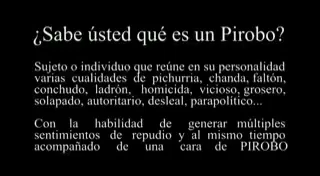 ¿Sabe ústed qué es un Pirobo?
Sujeto o individuo que reúne en su personalidad
varias cualidades de pichurria, chanda, faltón,
conchudo, ladrón, homicida, vicioso, grosero,
solapado, autoritario, desleal, parapolítico...
Con la habilidad de generar múltiples
sentimientos de repudio y al mismo tiempo
acompañado de una cara de PIROBO